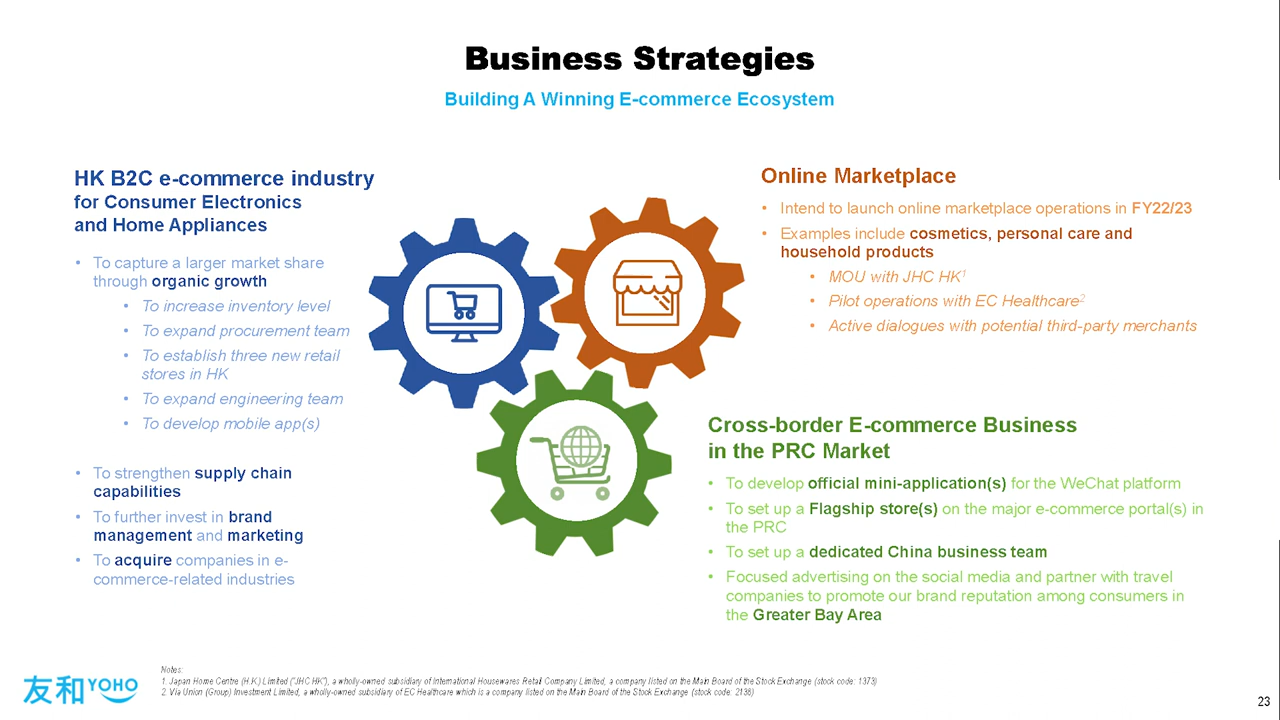 Business Strategies
Building A Winning E-commerce Ecosystem
HK B2C e-commerce industry
for Consumer Electronics
and Home Appliances
• To capture a larger market share
through organic growth
• To increase inventory level
• To expand procurement team
• To establish three new retail
stores in HK
• To expand engineering team
• To develop mobile app(s)
• To strengthen supply chain
capabilities
• To further invest in brand
management and marketing
• To acquire companies in e-
commerce-related industries
Online Marketplace
• Intend to launch online marketplace operations in FY22/23
• Examples include cosmetics, personal care and
household products
• MOU with JHC HK¹
• Pilot operations with EC Healthcare²
• Active dialogues with potential third-party merchants
Cross-border E-commerce Business
in the PRC Market
• To develop official mini-application(s) for the WeChat platform
• To set up a Flagship store(s) on the major e-commerce portal(s) in
the PRC
• To set up a dedicated China business team
• Focused advertising on the social media and partner with travel
companies to promote our brand reputation among consumers in
the Greater Bay Area
友和 YOHO
Notes:
1. Japan Home Centre (H.K.) Limited ("JHC HK"), a wholly-owned subsidiary of International Housewares Retail Company Limited, a company listed on the Main Board of the Stock Exchange (stock code: 1373)
2. Via Union (Group) Investment Limited, a wholly-owned subsidiary of EC Healthcare which is a company listed on the Main Board of the Stock Exchange (stock code: 2138)
23